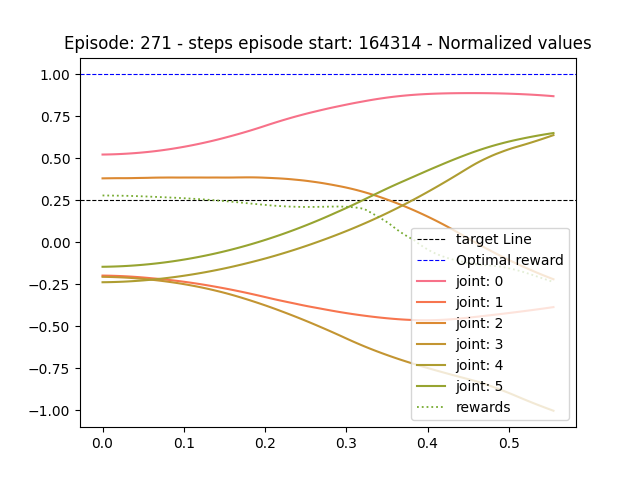 Episode: 271 - steps episode start: 164314 - Normalized values
1.00
0.75
0.50
0.25
0.00
−0.25
−0.50
−0.75
−1.00
target Line
Optimal reward
joint: 0
joint: 1
joint: 2
joint: 3
joint: 4
joint: 5
rewards
0.0 0.1 0.2 0.3 0.4 0.5